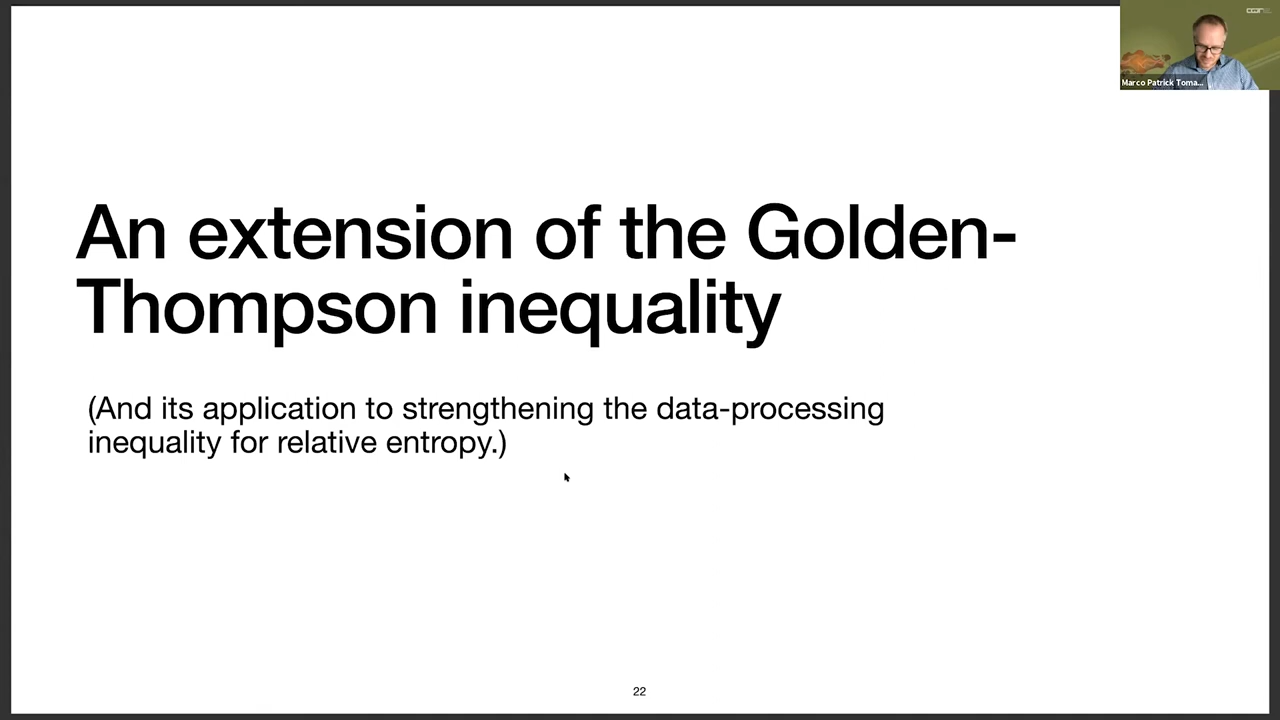 An extension of the Golden-
Thompson inequality
(And its application to strengthening the data-processing
inequality for relative entropy.)
22
Marco Patrick Toma...